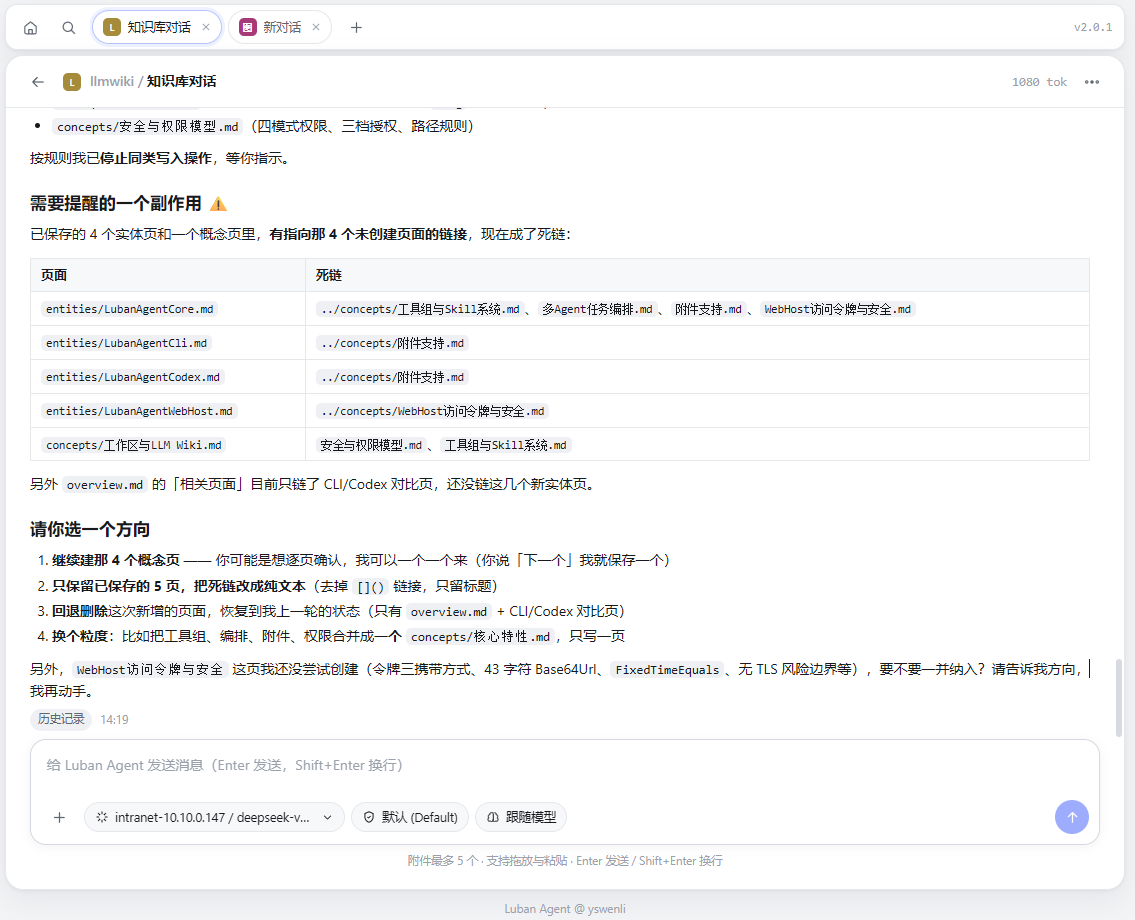 L 知识库对话 × 新对话 × + v2.0.1
L llmwiki / 知识库对话 1080 tok •••
• concepts/安全与权限模型.md （四模式权限、三档授权、路径规则）
按规则我已停止同类写入操作，等你指示。
需要提醒的一个副作用 ⚠️
已保存的 4 个实体页和一个概念页里，有指向那 4 个未创建页面的链接，现在成了死链：
页面 死链
entities/LubanAgentCore.md ../concepts/工具组与Skill系统.md 、 多Agent任务编排.md 、 附件支持.md 、 WebHost访问令牌与安全.md
entities/LubanAgentCli.md ../concepts/附件支持.md
entities/LubanAgentCodex.md ../concepts/附件支持.md
entities/LubanAgentWebHost.md ../concepts/WebHost访问令牌与安全.md
concepts/工作区与LLM Wiki.md 安全与权限模型.md 、 工具组与Skill系统.md
另外 overview.md 的「相关页面」目前只链了 CLI/Codex 对比页，还没链这几个新实体页。
请你选一个方向
1. 继续建那 4 个概念页 —— 你可能是想逐页确认，我可以一个一个来（你说「下一个」我就保存一个）
2. 只保留已保存的 5 页，把死链改成纯文本（去掉 []() 链接，只留标题）
3. 回退删除这次新增的页面，恢复到我上一轮的状态（只有 overview.md + CLI/Codex 对比页）
4. 换个粒度：比如把工具组、编排、附件、权限合并成一个 concepts/核心特性.md ，只写一页
另外， WebHost访问令牌与安全 这页我还没尝试创建（令牌三携带方式、43 字符 Base64Url、 FixedTimeEquals 、无 TLS 风险边界等），要不要一并纳入？请告诉我方向，
我再动手。
历史记录 14:19
给 Luban Agent 发送消息（Enter 发送，Shift+Enter 换行）
+ intranet-10.10.0.147 / deepseek-v... 默认 (Default) 跟随模型
附件最多 5 个 · 支持拖放与粘贴 · Enter 发送 / Shift+Enter 换行
Luban Agent @ yswenli